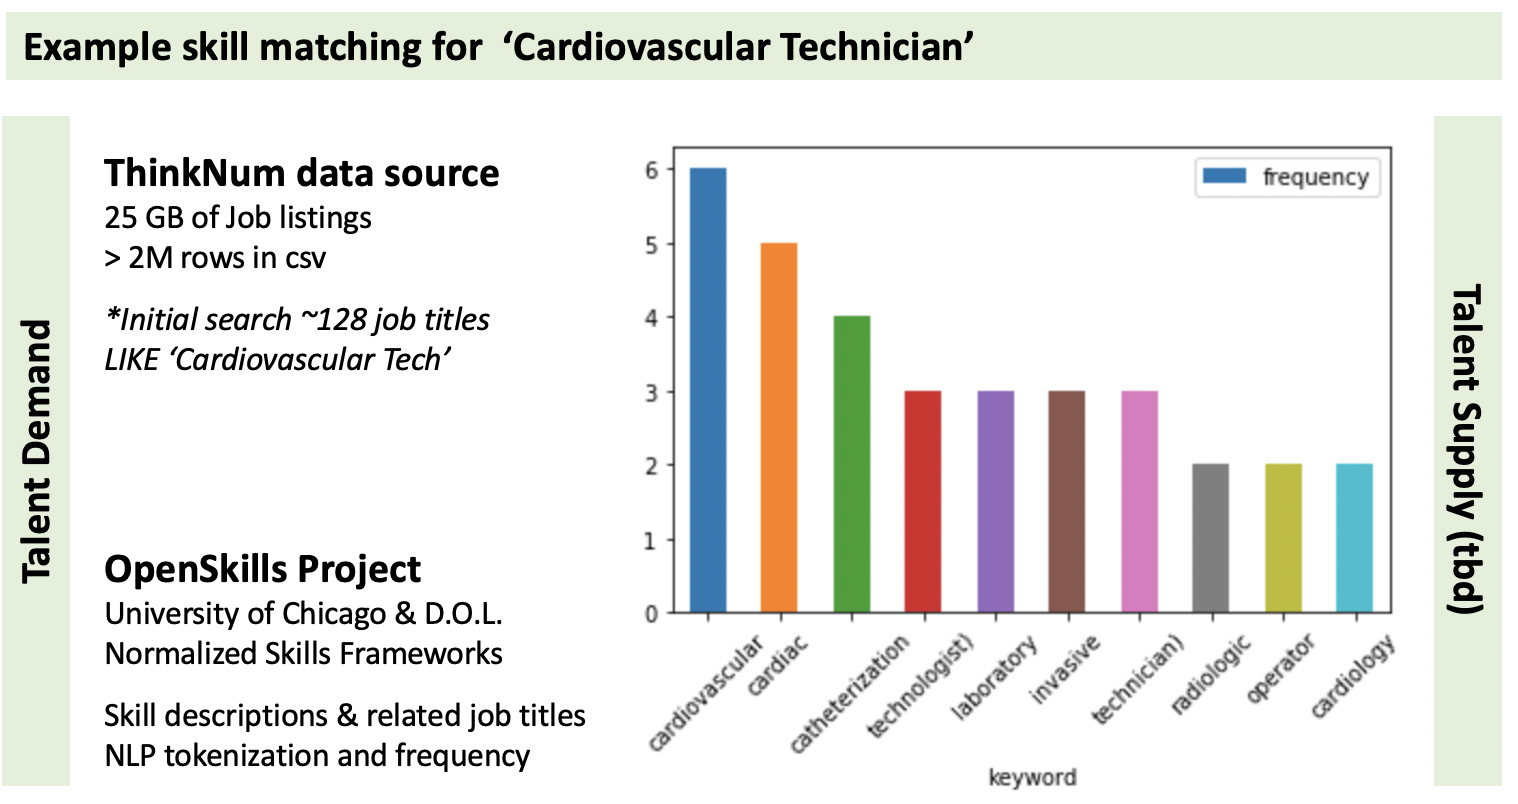 Example skill matching for ‘Cardiovascular Technician’
Talent Demand
ThinkNum data source
25 GB of Job listings
> 2M rows in csv
*Initial search ~128 job titles
LIKE ‘Cardiovascular Tech’
OpenSkills Project
University of Chicago & D.O.L.
Normalized Skills Frameworks
Skill descriptions & related job titles
NLP tokenization and frequency
frequency
6
5
4
3
2
1
0
cardiovascular
cardiac
catheterization
technologist)
laboratory
invasive
technician)
radiologic
operator
cardiology
keyword
Talent Supply (tbd)